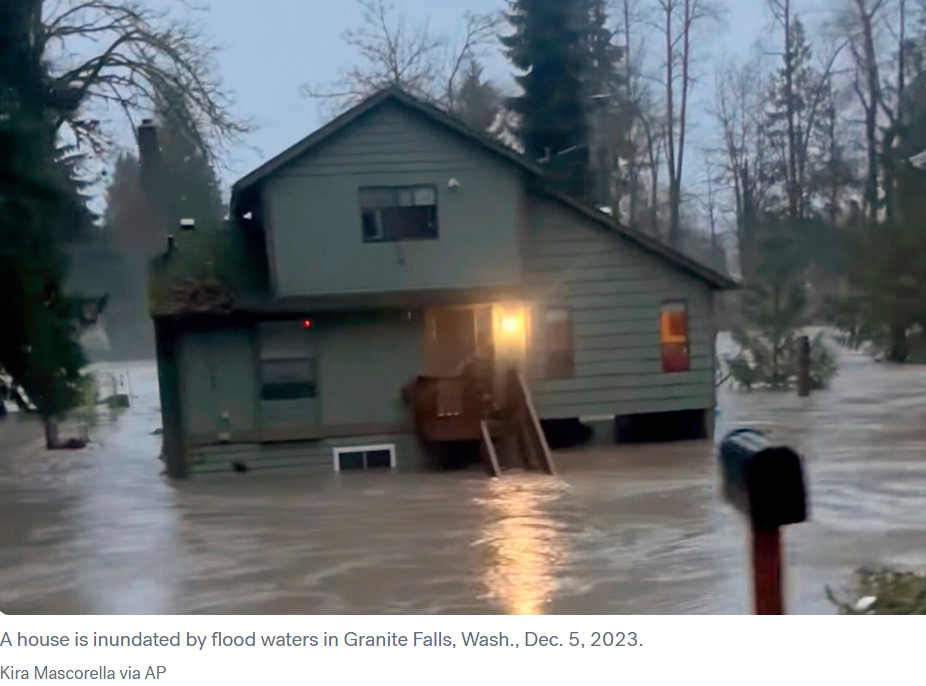 A house is inundated by flood waters in Granite Falls, Wash., Dec. 5, 2023.
Kira Mascorella via AP